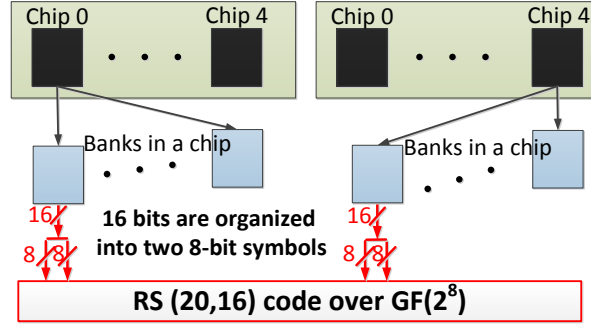 Chip 0
Chip 4
Chip 0
Chip 4
Banks in a chip
Banks in a chip
16
16
16 bits are organized
into two 8-bit symbols
8
8
8
8
RS (20,16) code over GF(2⁸)